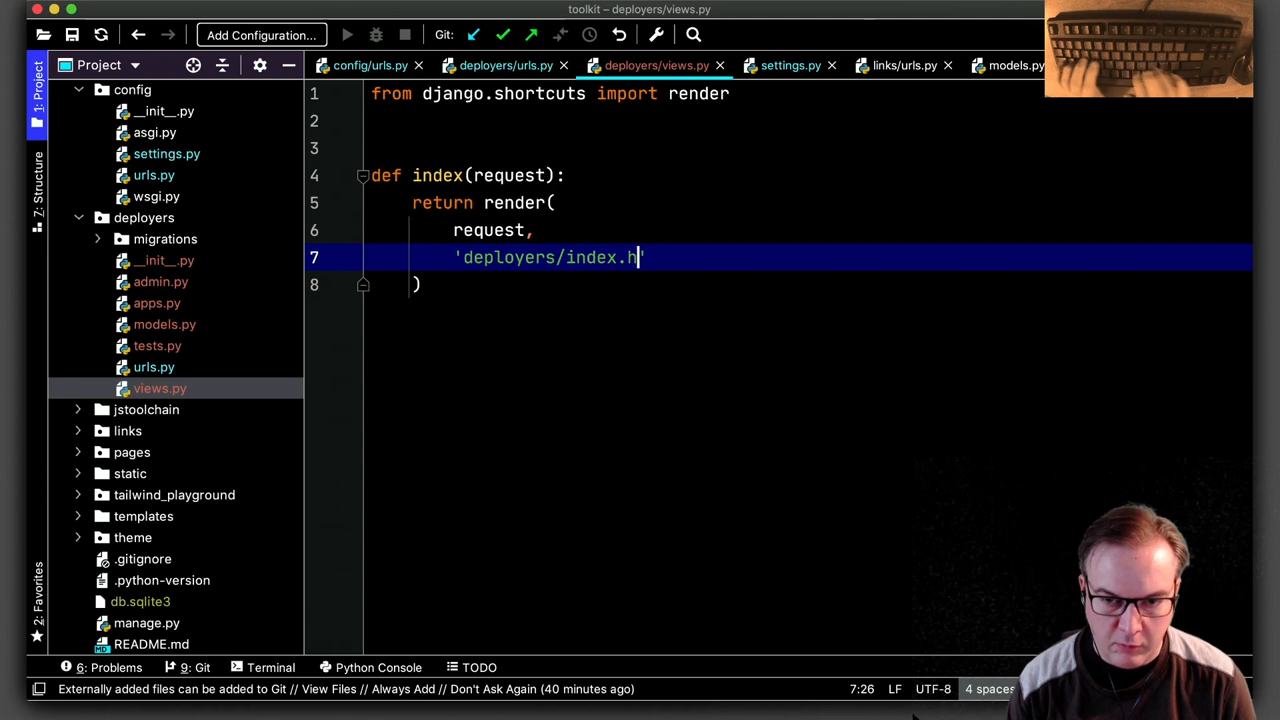 toolkit – deployers/views.py
Add Configuration...
Git:
1: Project
Project
config/urls.py
deployers/urls.py
deployers/views.py
settings.py
links/urls.py
models.py
config
__init__.py
asgi.py
settings.py
urls.py
wsgi.py
deployers
migrations
__init__.py
admin.py
apps.py
models.py
tests.py
urls.py
views.py
jstoolchain
links
pages
static
tailwind_playground
templates
theme
.gitignore
.python-version
db.sqlite3
manage.py
README.md
Z: Structure
2: Favorites
1 from django.shortcuts import render
2
3
4 def index(request):
5 return render(
6 request,
7 'deployers/index.h'
8 )
6: Problems
9: Git
Terminal
Python Console
TODO
Externally added files can be added to Git // View Files // Always Add // Don't Ask Again (40 minutes ago)
7:26 LF UTF-8 4 spaces